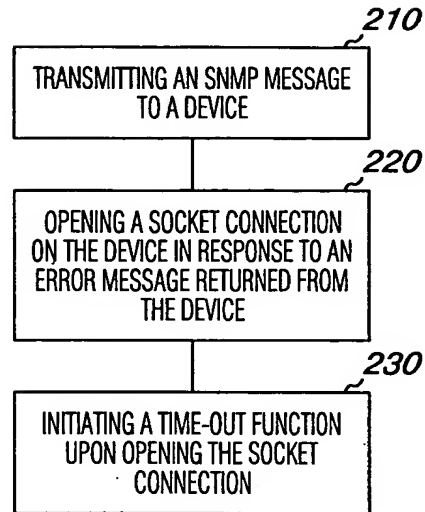 210
TRANSMITTING AN SNMP MESSAGE
TO A DEVICE
220
OPENING A SOCKET CONNECTION
ON THE DEVICE IN RESPONSE TO AN
ERROR MESSAGE RETURNED FROM
THE DEVICE
230
INITIATING A TIME-OUT FUNCTION
UPON OPENING THE SOCKET
CONNECTION